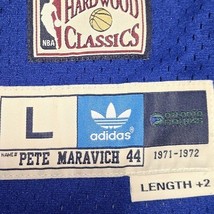 HARDWOOD
CLASSICS
NBA
L
adidas
NAME# PETE MARAVICH 44
1971-1972
LENGTH +2